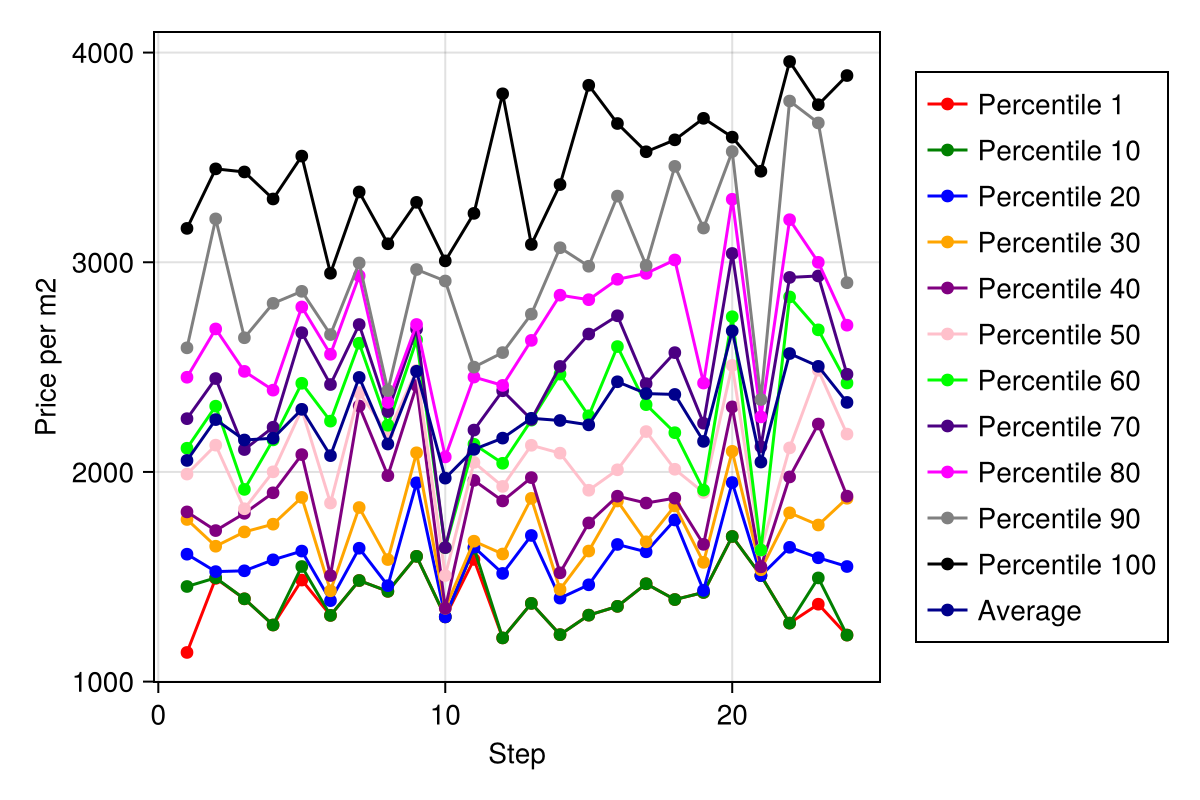 4000
3000
2000
1000
Price per m2
0 10 20
Step
Percentile 1
Percentile 10
Percentile 20
Percentile 30
Percentile 40
Percentile 50
Percentile 60
Percentile 70
Percentile 80
Percentile 90
Percentile 100
Average